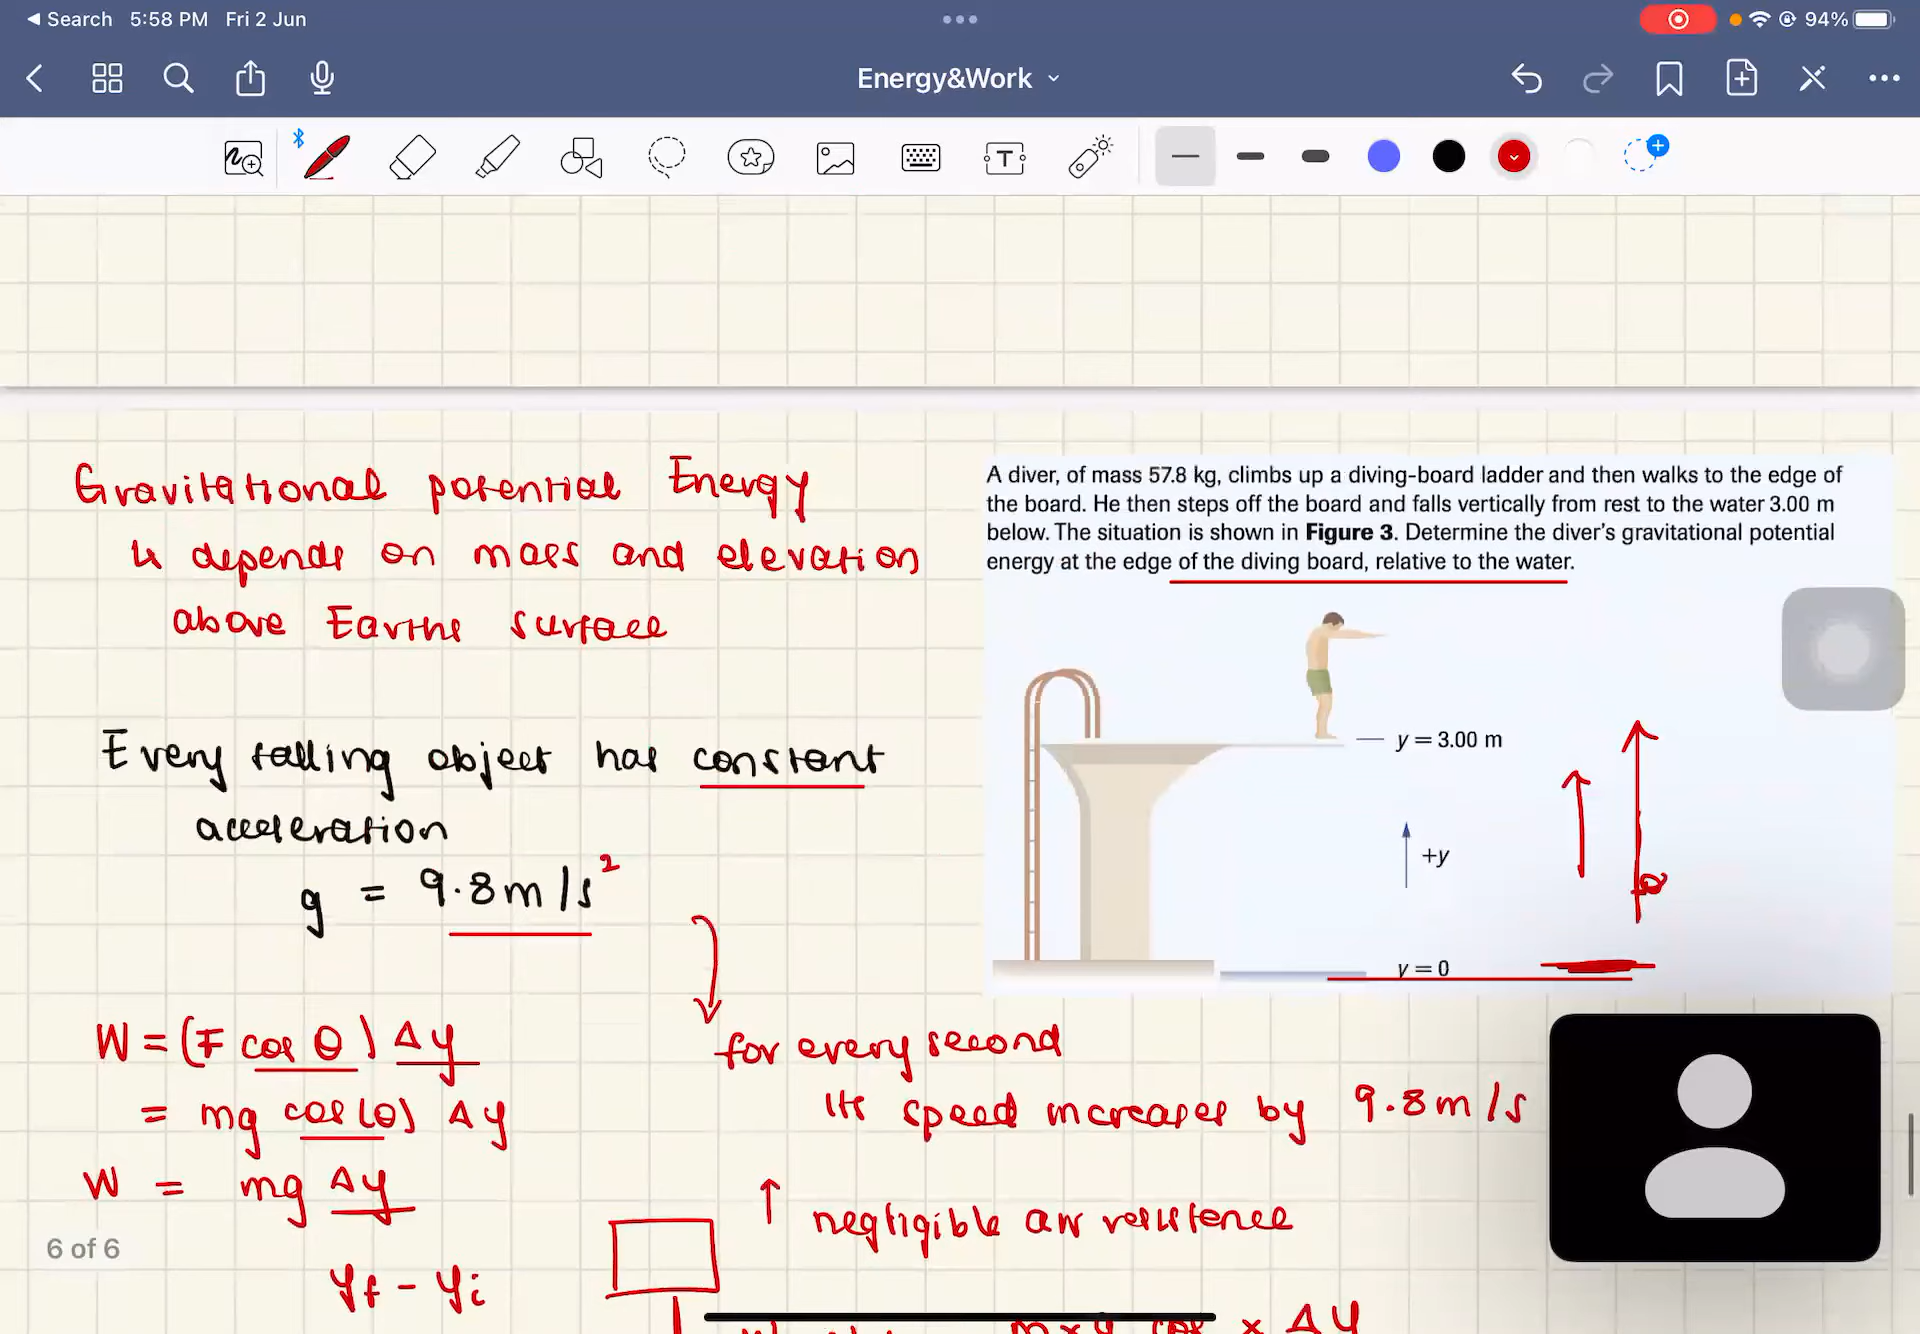 Search 5:58 PM Fri 2 Jun
94%
Energy&Work
T
Gravitational potential Energy
↳ depends on mass and elevation
above Earths surface
A diver, of mass 57.8 kg, climbs up a diving-board ladder and then walks to the edge of
the board. He then steps off the board and falls vertically from rest to the water 3.00 m
below. The situation is shown in Figure 3. Determine the diver's gravitational potential
energy at the edge of the diving board, relative to the water.
y = 3.00 m
+y
y = 0
Every falling object has constant
acceleration
g = 9.8 m/s²
W = (F cos θ) Δy
= mg cos(0) Δy
W = mg Δy
yf - yi
for every second
its speed increases by 9.8 m/s
↑ negligible air resistence
× Δy
6 of 6